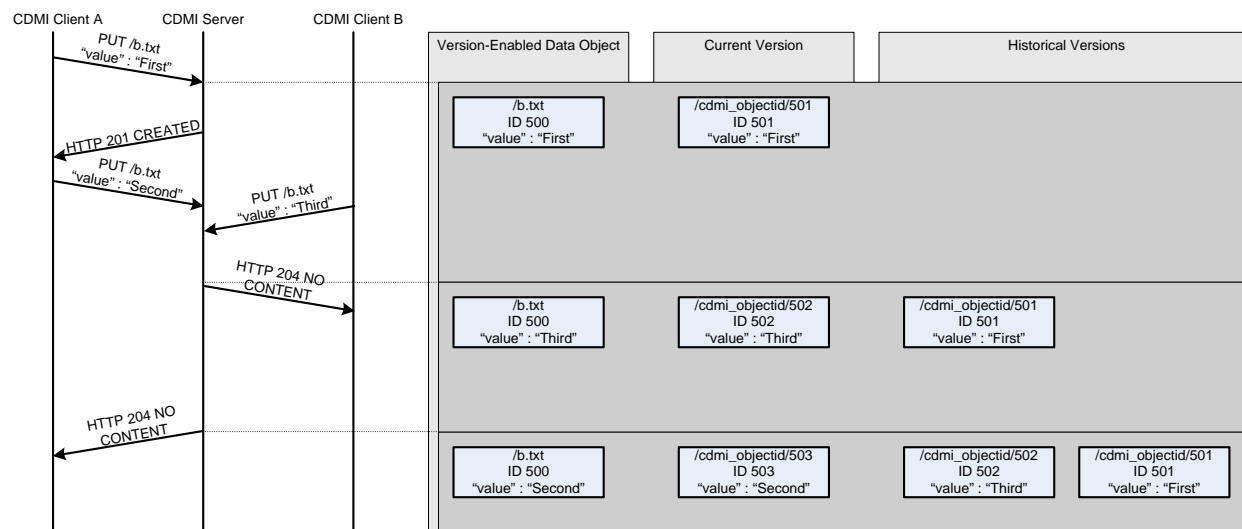 CDMI Client A
CDMI Server
CDMI Client B
PUT /b.txt
“value” : “First”
HTTP 201 CREATED
PUT /b.txt
“value” : “Second”
PUT /b.txt
“value” : “Third”
HTTP 204 NO
CONTENT
HTTP 204 NO
CONTENT
Version-Enabled Data Object
Current Version
Historical Versions
/b.txt
ID 500
“value” : “First”
/cdmi_objectid/501
ID 501
“value” : “First”
/b.txt
ID 500
“value” : “Third”
/cdmi_objectid/502
ID 502
“value” : “Third”
/cdmi_objectid/501
ID 501
“value” : “First”
/b.txt
ID 500
“value” : “Second”
/cdmi_objectid/503
ID 503
“value” : “Second”
/cdmi_objectid/502
ID 502
“value” : “Third”
/cdmi_objectid/501
ID 501
“value” : “First”